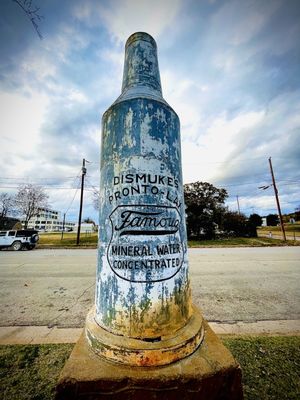 DISMUKES
PRONTO-LAX
Famous
MINERAL WATER
CONCENTRATED